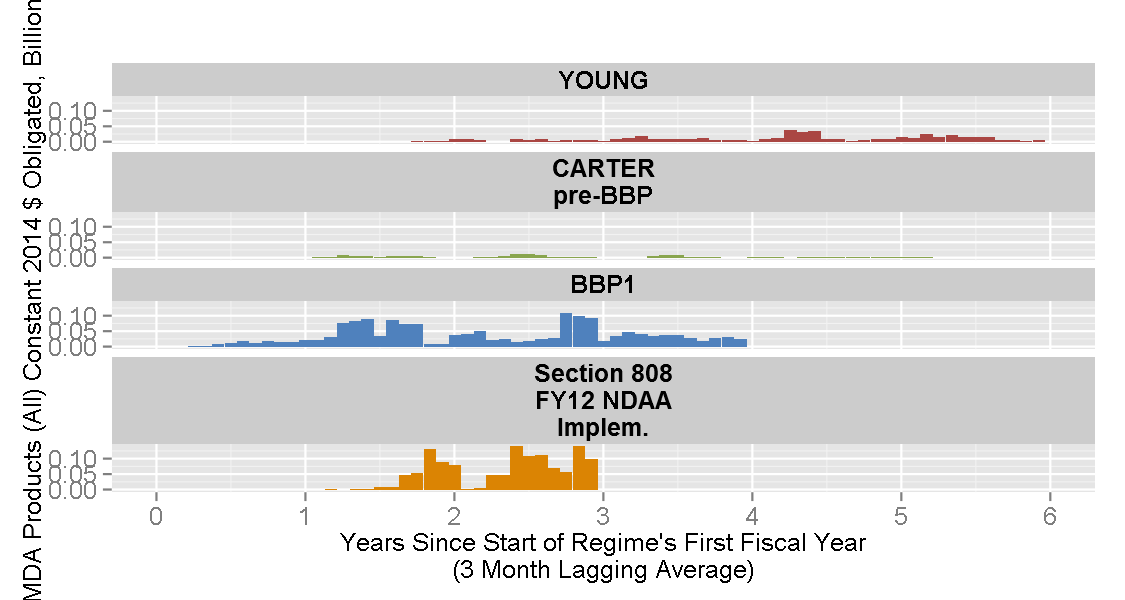 MDA Products (All) Constant 2014 $ Obligated, Billion
YOUNG
0.10
0.05
0.00
CARTER
pre-BBP
0.10
0.05
0.00
BBP1
0.10
0.05
0.00
Section 808
FY12 NDAA
Implem.
0.10
0.05
0.00
0 1 2 3 4 5 6
Years Since Start of Regime's First Fiscal Year
(3 Month Lagging Average)